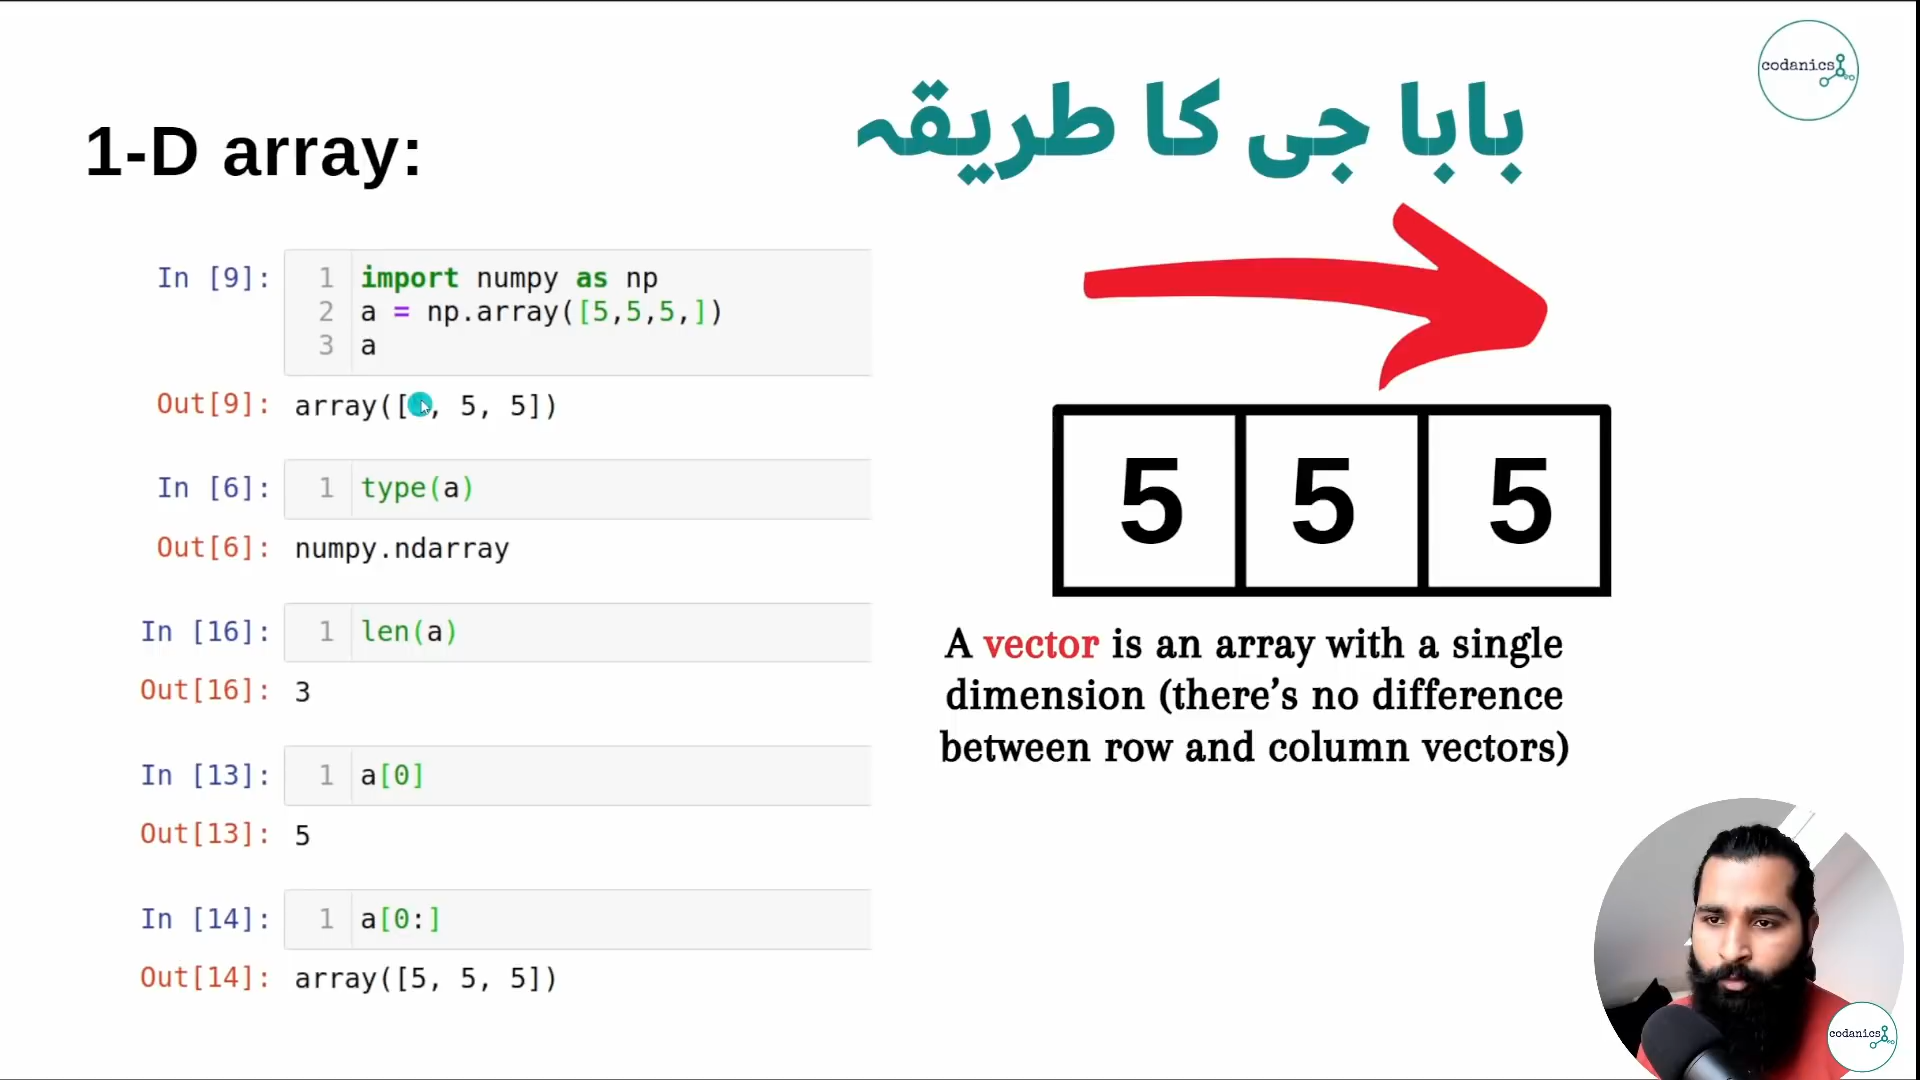 codanics
بابا جی کا طریقہ
1-D array:
In [9]:
1 import numpy as np
2 a = np.array([5,5,5,])
3 a
Out[9]: array([ , 5, 5])
In [6]: 1 type(a)
Out[6]: numpy.ndarray
In [16]: 1 len(a)
Out[16]: 3
In [13]: 1 a[0]
Out[13]: 5
In [14]: 1 a[0:]
Out[14]: array([5, 5, 5])
5 5 5
A vector is an array with a single
dimension (there’s no difference
between row and column vectors)
codanics